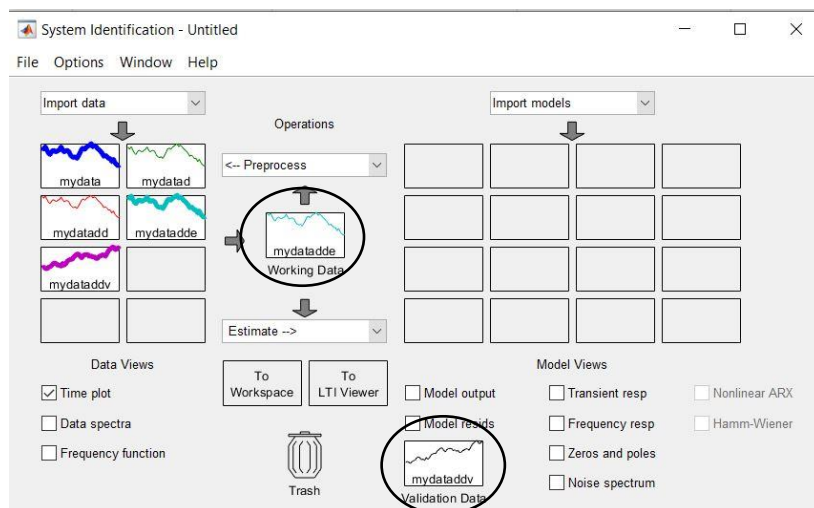 System Identification - Untitled
File Options Window Help
Import data
Import models
Operations
<-- Preprocess
mydata
mydatad
mydatadd
mydatadde
mydataddv
mydatadde
Working Data
Estimate -->
Data Views
Time plot
Data spectra
Frequency function
To
Workspace
To
LTI Viewer
Trash
Model Views
Model output
Model resids
Transient resp
Frequency resp
Zeros and poles
Noise spectrum
Nonlinear ARX
Hamm-Wiener
mydataddv
Validation Data